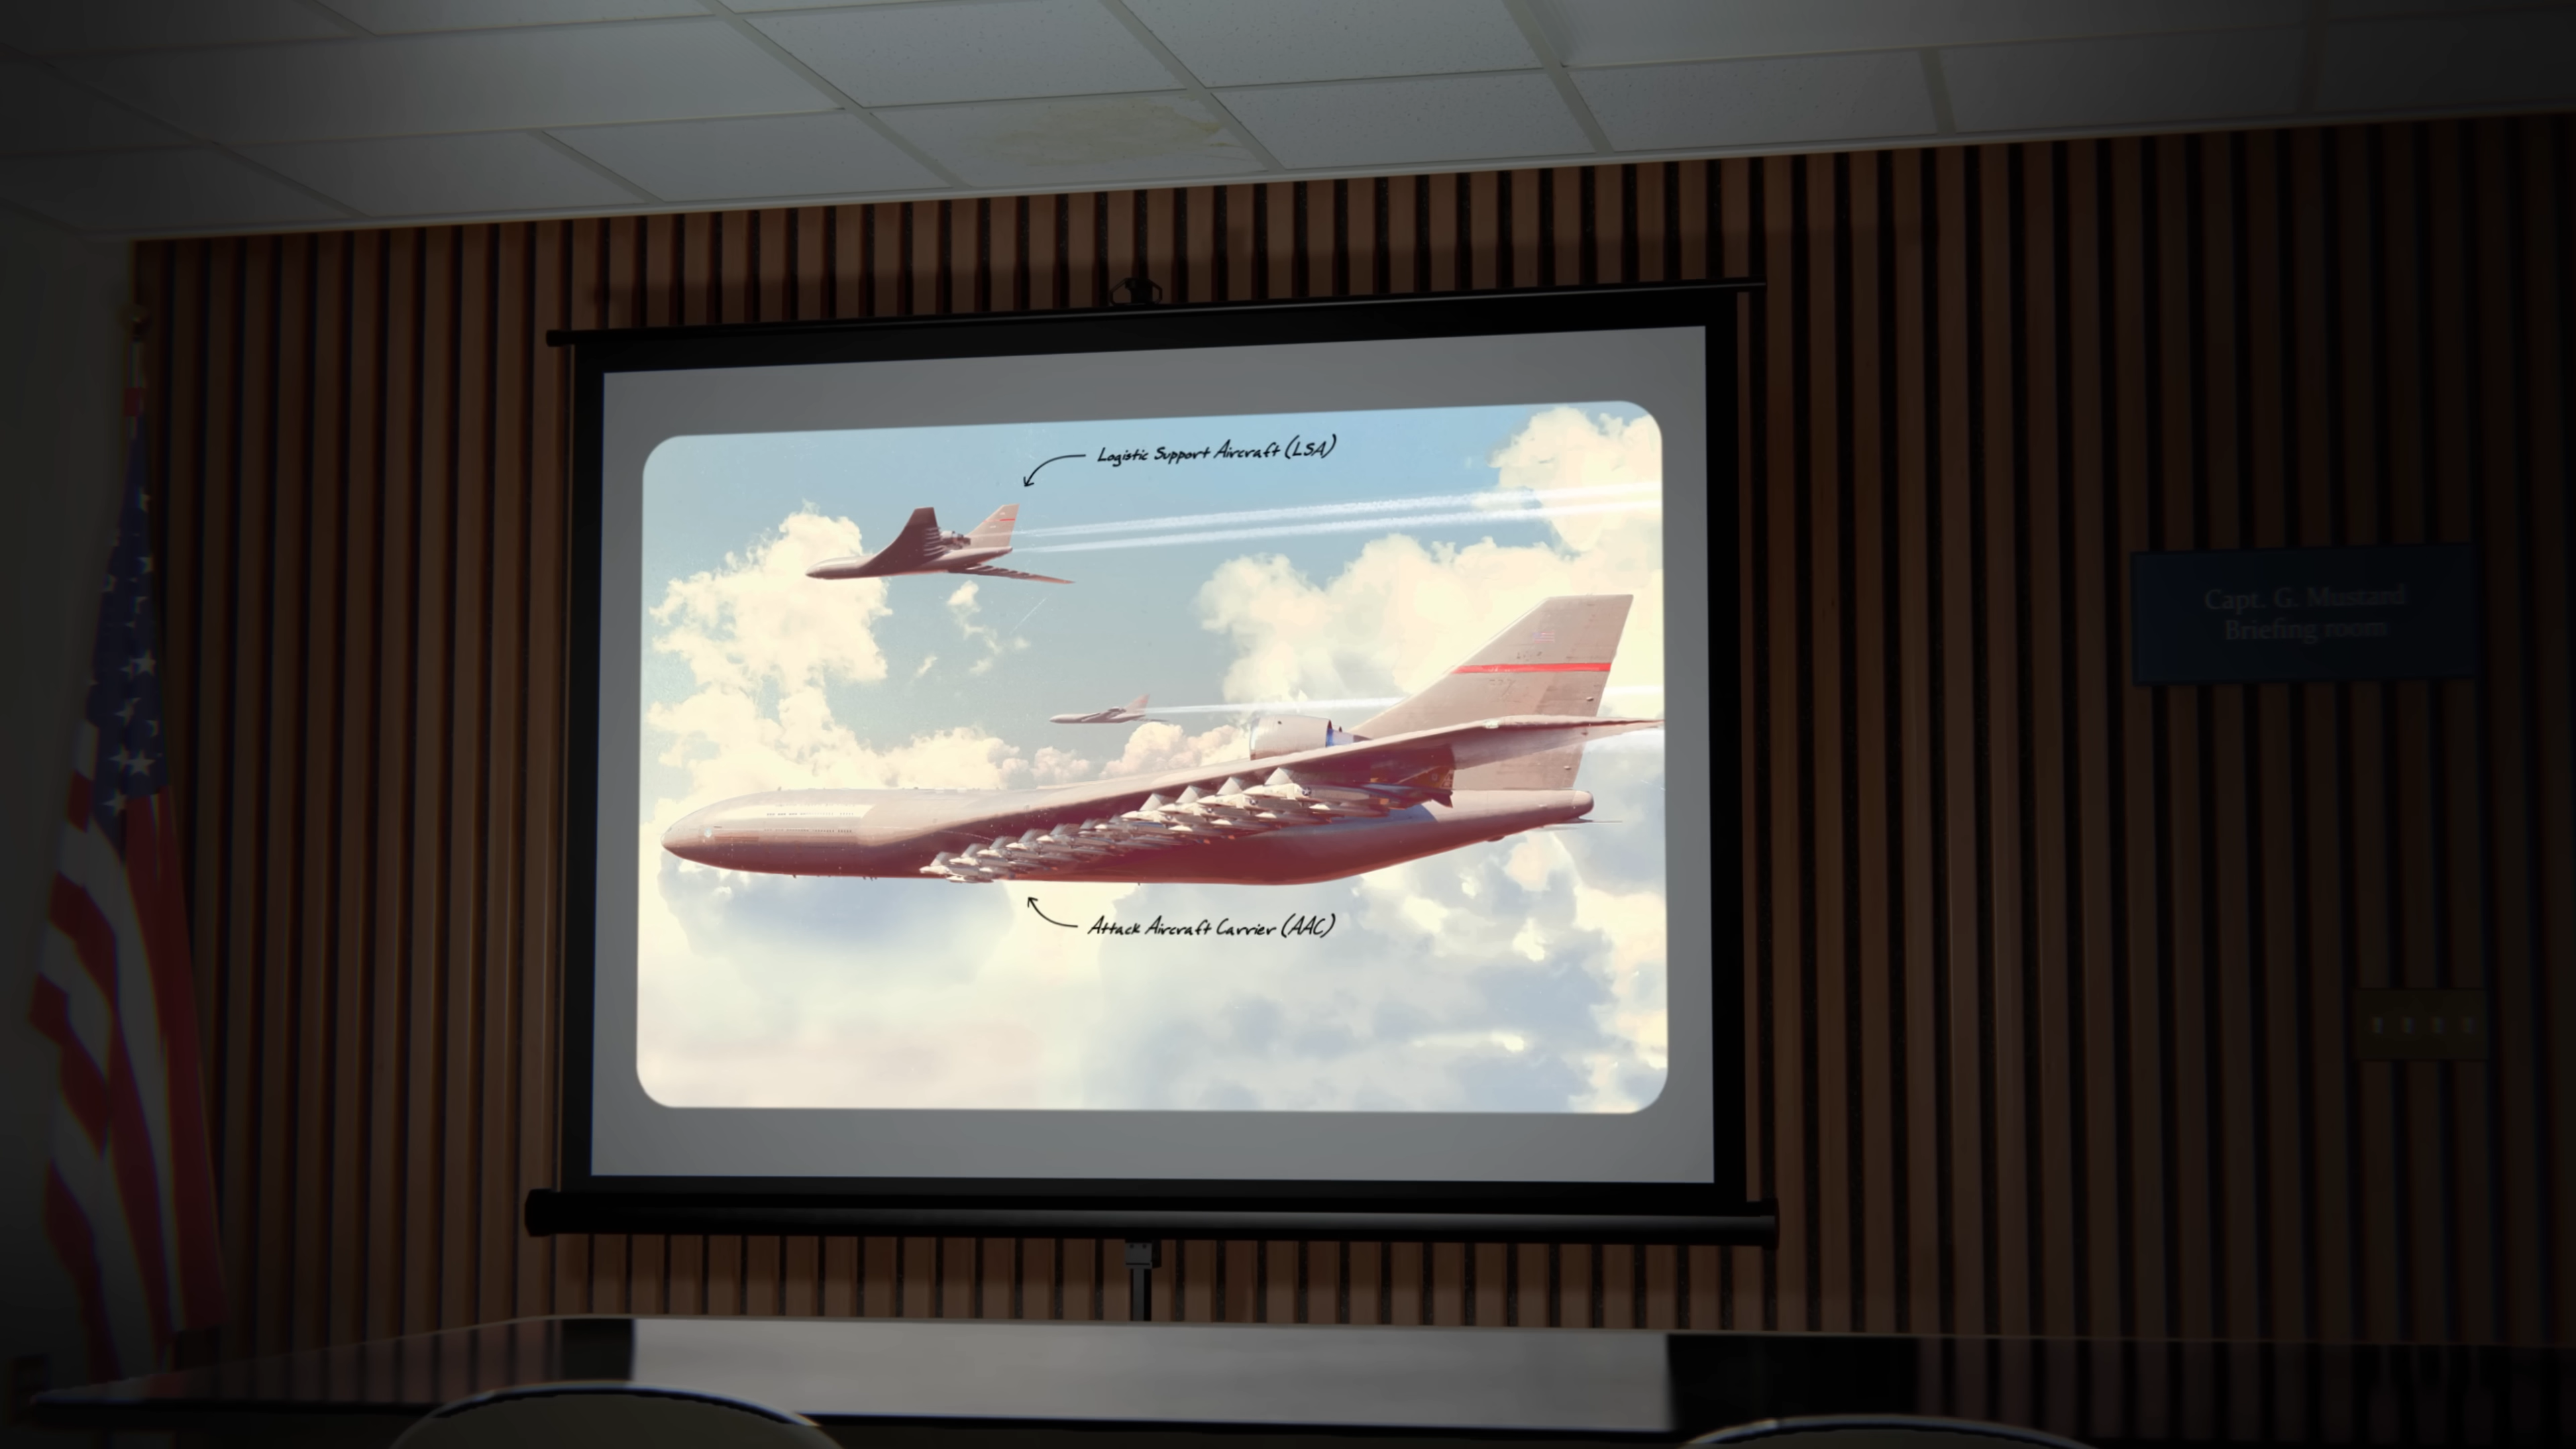 Logistic Support Aircraft (LSA)
Attack Aircraft Carrier (AAC)
Capt. G. Mustard
Briefing room